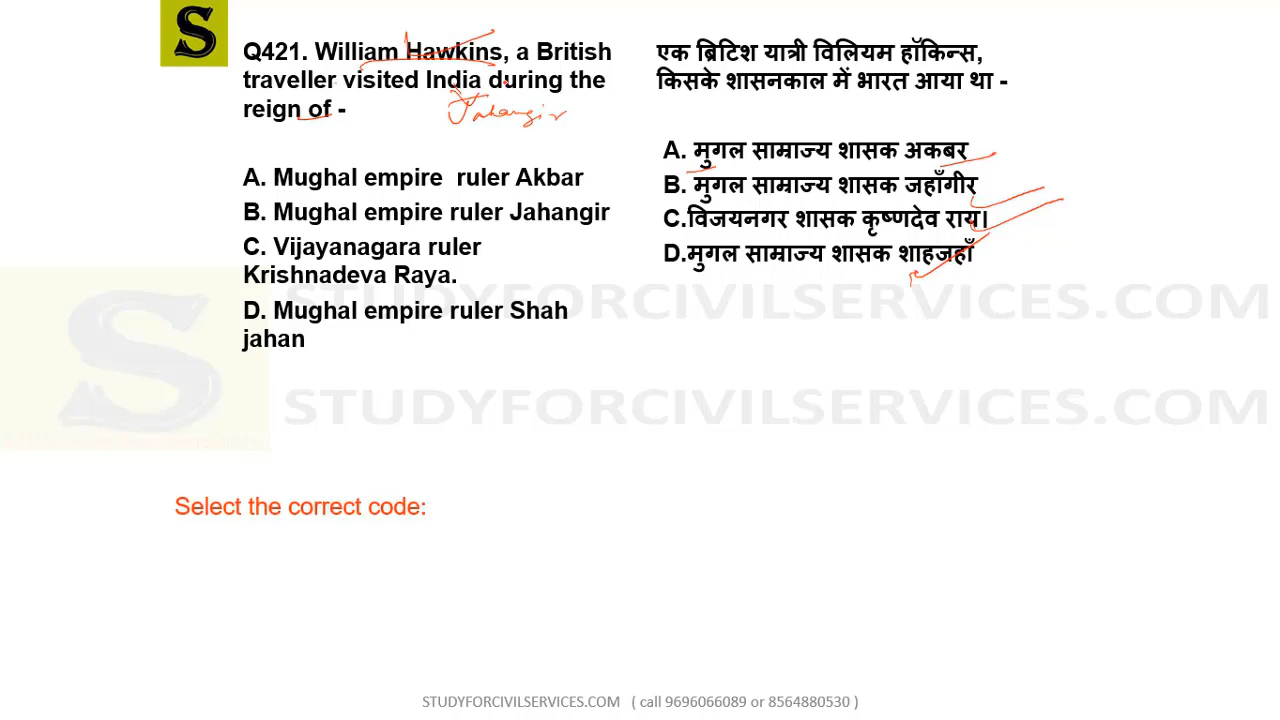 S
Q421. William Hawkins, a British
traveller visited India during the
reign of -
Jahangir
A. Mughal empire  ruler Akbar
B. Mughal empire ruler Jahangir
C. Vijayanagara ruler
Krishnadeva Raya.
D. Mughal empire ruler Shah
jahan
एक ब्रिटिश यात्री विलियम हॉकिन्स,
किसके शासनकाल में भारत आया था -
A. मुगल साम्राज्य शासक अकबर
B. मुगल साम्राज्य शासक जहाँगीर
C.विजयनगर शासक कृष्णदेव राय।
D.मुगल साम्राज्य शासक शाहजहाँ
STUDYFORCIVILSERVICES.COM
S
STUDYFORCIVILSERVICES.COM
Select the correct code:
STUDYFORCIVILSERVICES.COM   ( call 9696066089 or 8564880530 )